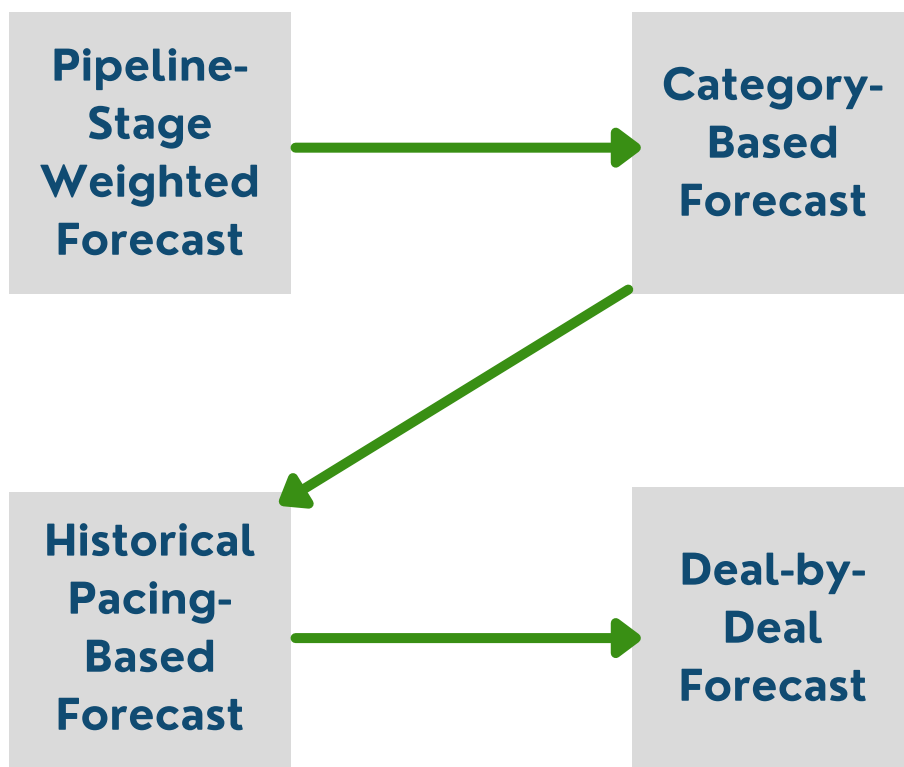 Pipeline-
Stage
Weighted
Forecast
Category-
Based
Forecast
Historical
Pacing-
Based
Forecast
Deal-by-
Deal
Forecast